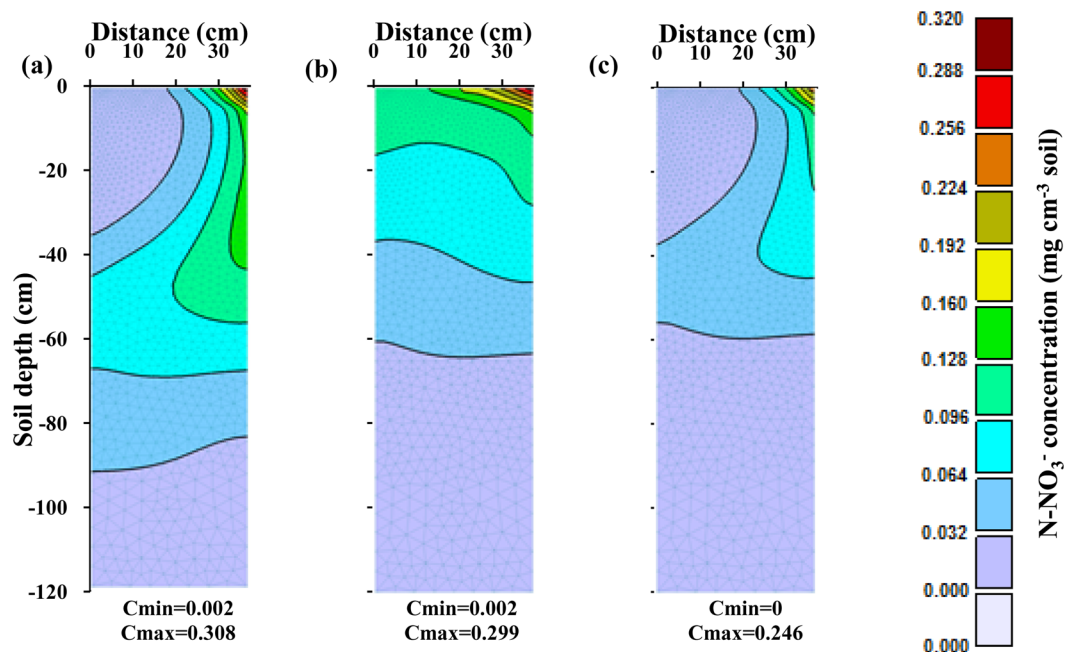 Distance (cm)
0 10 20 30
(a)
0
-20
-40
-60
-80
-100
-120
Soil depth (cm)
Cmin=0.002
Cmax=0.308
Distance (cm)
0 10 20 30
(b)
Cmin=0.002
Cmax=0.299
Distance (cm)
0 10 20 30
(c)
Cmin=0
Cmax=0.246
0.320
0.288
0.256
0.224
0.192
0.160
0.128
0.096
0.064
0.032
0.000
0.000
N-NO₃⁻ concentration (mg cm⁻³ soil)